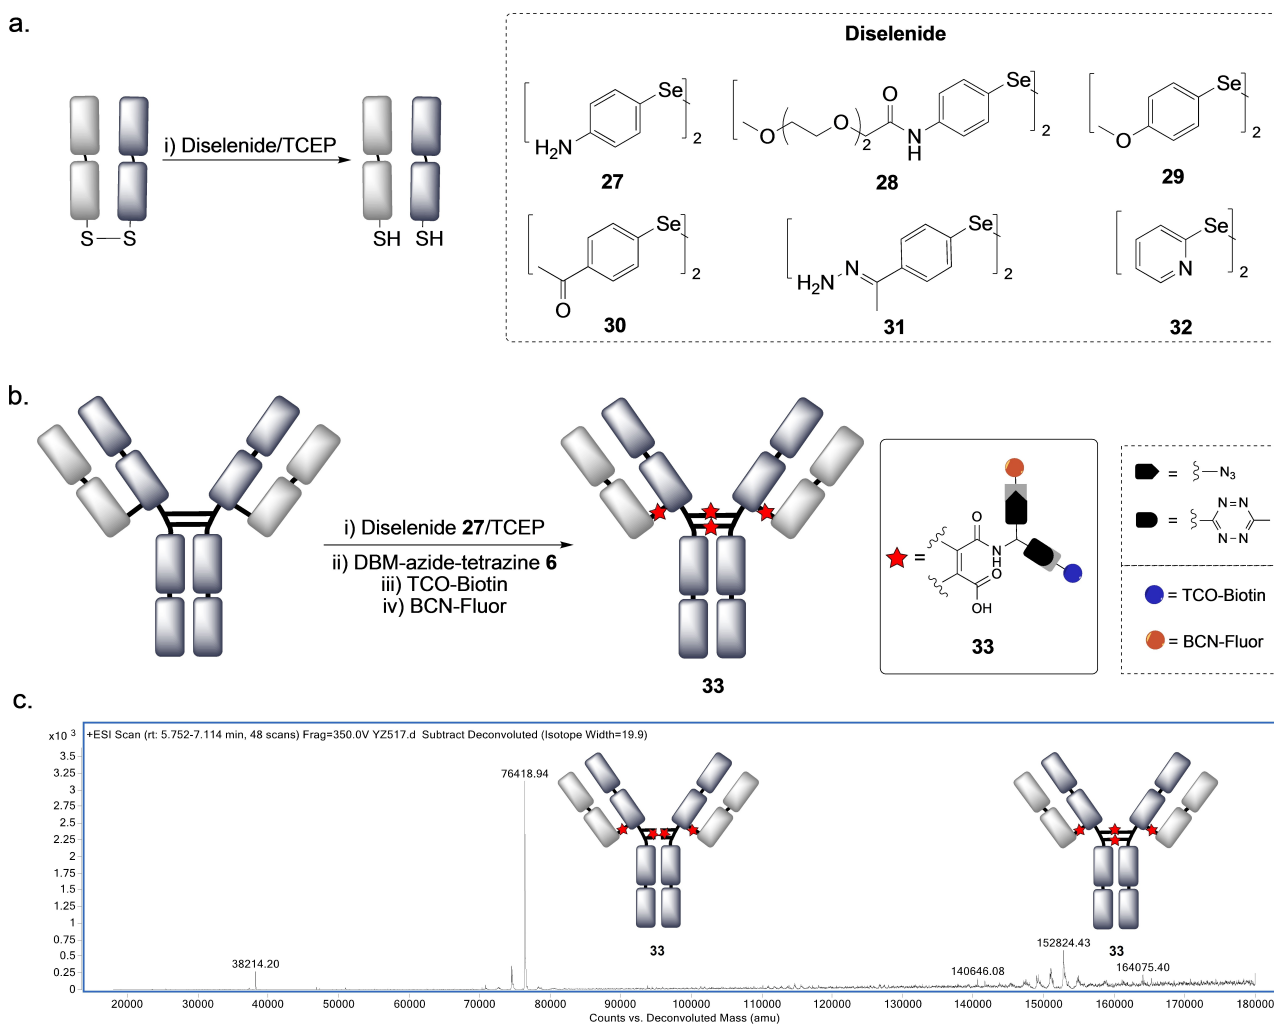 a.
Diselenide
i) Diselenide/TCEP
S—S
SH SH
Se
H₂N
2
27
O
O
2
O
N
H
Se
2
28
O
Se
2
29
O
Se
2
30
H₂N
N
Se
2
31
N
Se
2
32
b.
i) Diselenide 27/TCEP
ii) DBM-azide-tetrazine 6
iii) TCO-Biotin
iv) BCN-Fluor
33
=
O
N
H
O
OH
33
= N₃
= N=N
N=N
= TCO-Biotin
= BCN-Fluor
c.
x10 3
+ESI Scan (rt: 5.752-7.114 min, 48 scans) Frag=350.0V YZ517.d Subtract Deconvoluted (Isotope Width=19.9)
3.5
3.25
3
2.75
2.5
2.25
2
1.75
1.5
1.25
1
0.75
0.5
0.25
0
38214.20
76418.94
33
140646.08
152824.43
33
164075.40
20000 30000 40000 50000 60000 70000 80000 90000 100000 110000 120000 130000 140000 150000 160000 170000 180000
Counts vs. Deconvoluted Mass (amu)